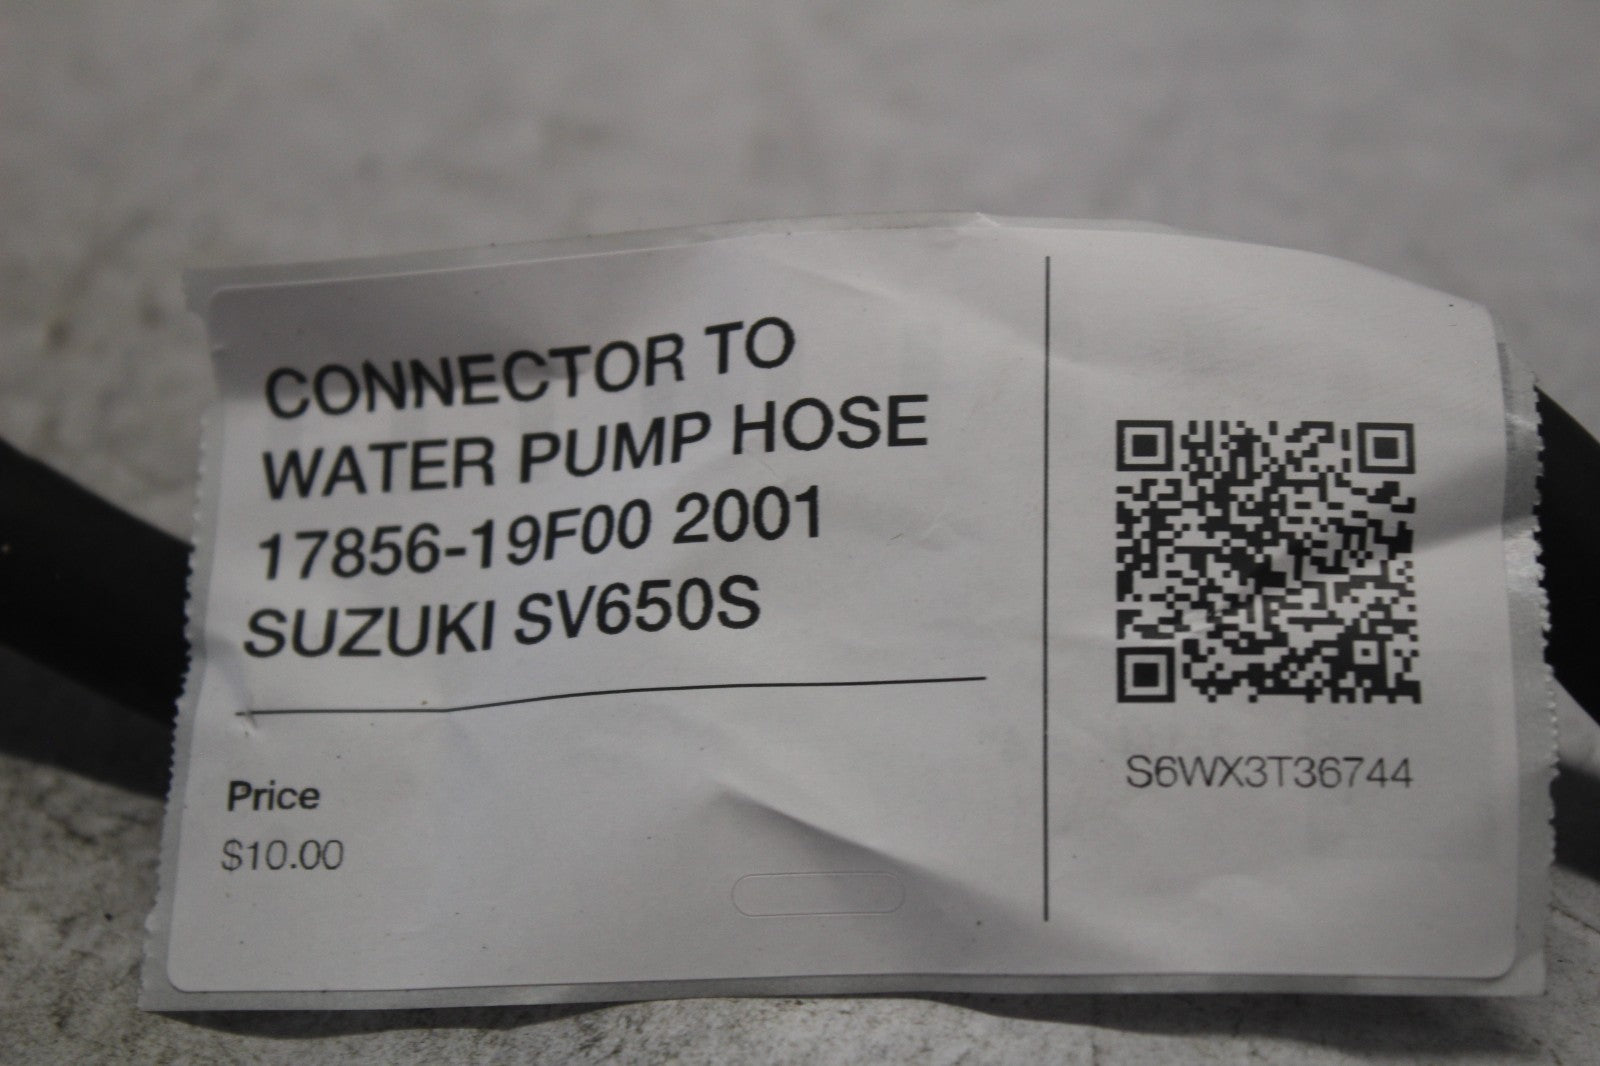 CONNECTOR TO
WATER PUMP HOSE
17856-19F00 2001
SUZUKI SV650S
Price
$10.00
S6WX3T36744